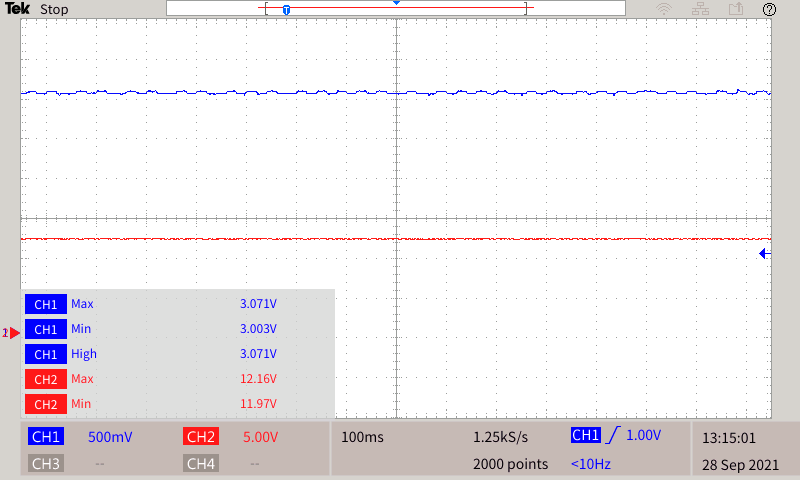 Tek Stop
T
?
CH1 Max 3.071V
CH1 Min 3.003V
CH1 High 3.071V
CH2 Max 12.16V
CH2 Min 11.97V
CH1 500mV CH2 5.00V 100ms 1.25kS/s CH1 1.00V 13:15:01
CH3 -- CH4 -- 2000 points <10Hz 28 Sep 2021